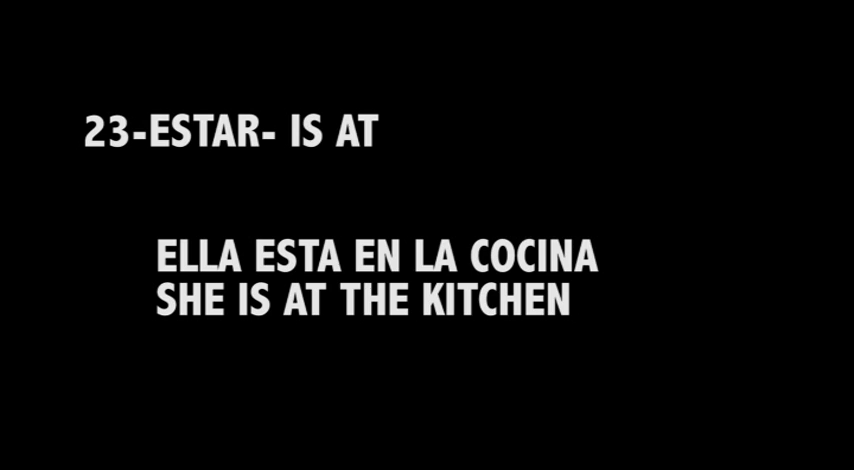 23-ESTAR- IS AT
ELLA ESTA EN LA COCINA
SHE IS AT THE KITCHEN